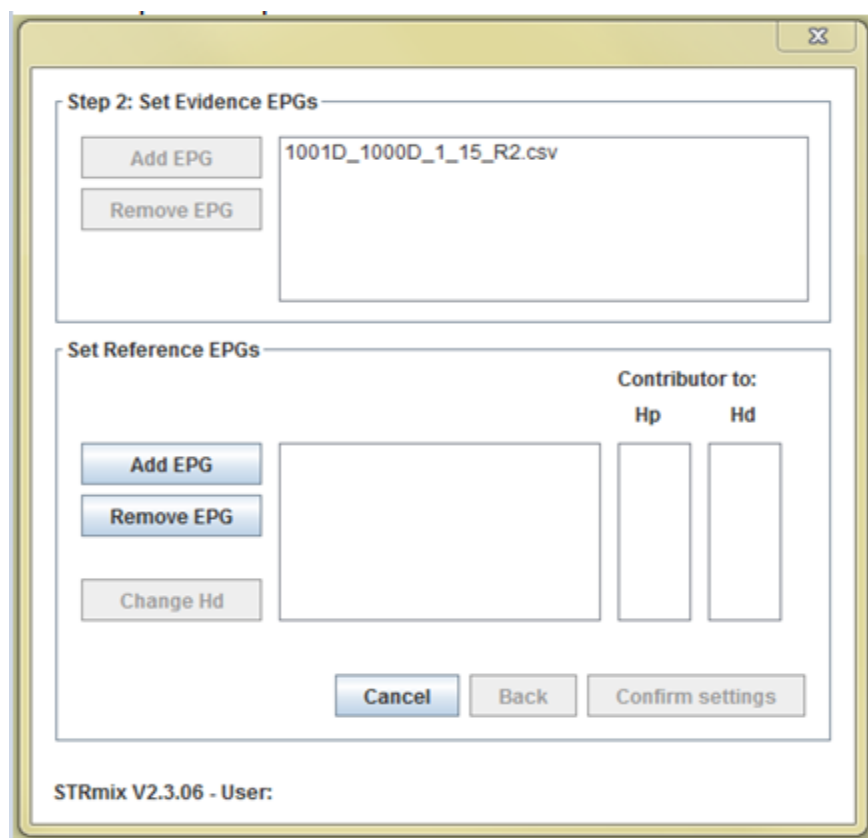 Step 2: Set Evidence EPGs
Add EPG
1001D_1000D_1_15_R2.csv
Remove EPG
Set Reference EPGs
Contributor to:
Hp Hd
Add EPG
Remove EPG
Change Hd
Cancel Back Confirm settings
STRmix V2.3.06 - User: